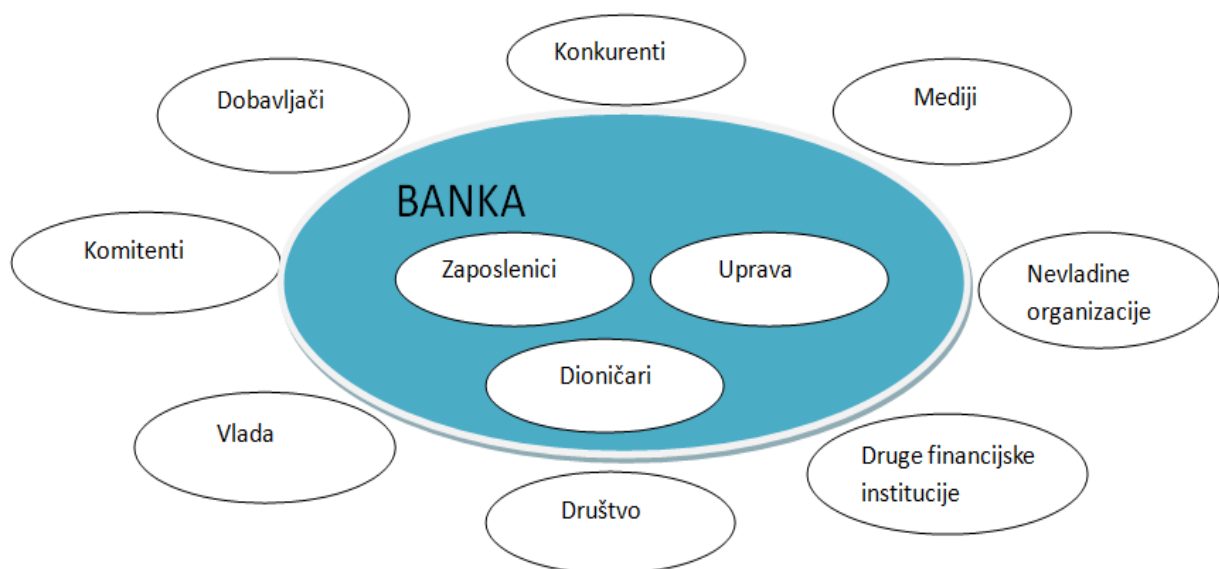 Konkurenti
Dobavljači
Mediji
BANKA
Komitenti
Zaposlenici
Uprava
Nevladine
organizacije
Dioničari
Vlada
Druge financijske
institucije
Društvo